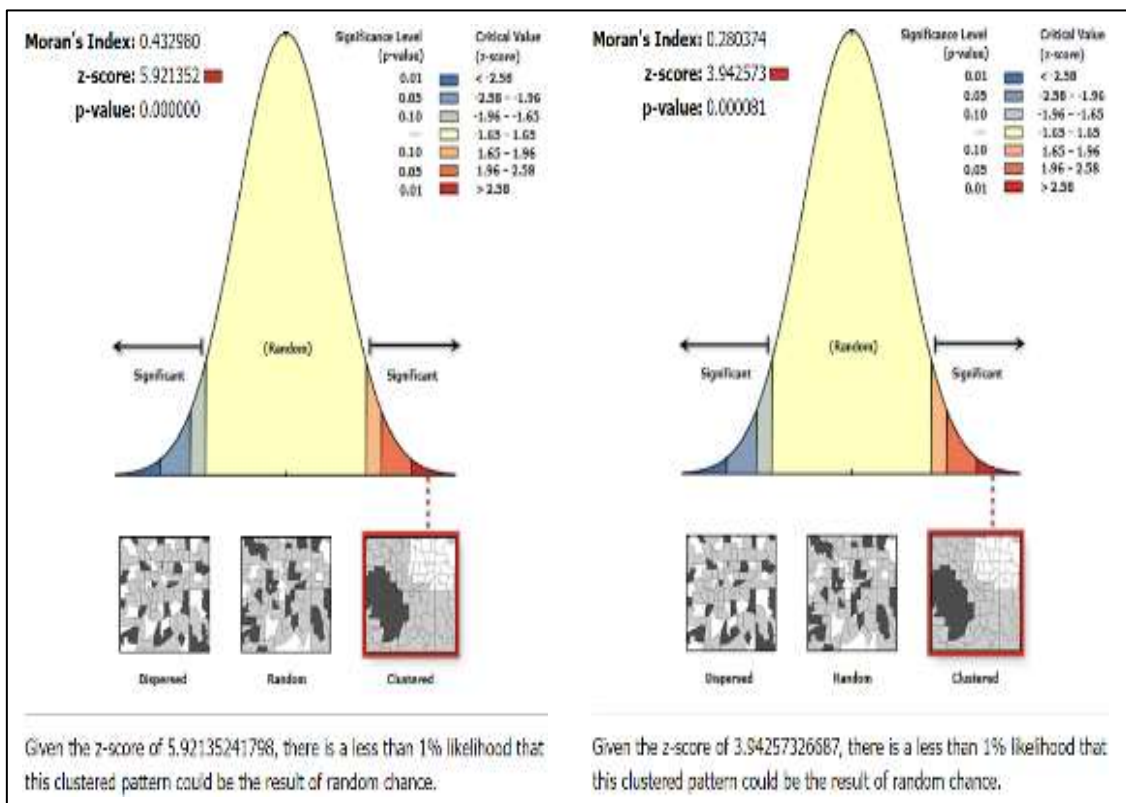 Moran's Index: 0.432980
z-score: 5.921352
p-value: 0.000000
Significance Level
(p-value)
Critical Value
(z-score)
0.01 < -2.58
0.05 -2.58 - -1.96
0.10 -1.96 - -1.65
— -1.65 - 1.65
0.10 1.65 - 1.96
0.05 1.96 - 2.58
0.01 > 2.58
(Random)
Significant
Significant
Dispersed
Random
Clustered
Given the z-score of 5.92135241798, there is a less than 1% likelihood that
this clustered pattern could be the result of random chance.
Moran's Index: 0.280374
z-score: 3.942573
p-value: 0.000081
Significance Level
(p-value)
Critical Value
(z-score)
0.01 < -2.58
0.05 -2.58 - -1.96
0.10 -1.96 - -1.65
— -1.65 - 1.65
0.10 1.65 - 1.96
0.05 1.96 - 2.58
0.01 > 2.58
(Random)
Significant
Significant
Dispersed
Random
Clustered
Given the z-score of 3.94257326687, there is a less than 1% likelihood that
this clustered pattern could be the result of random chance.